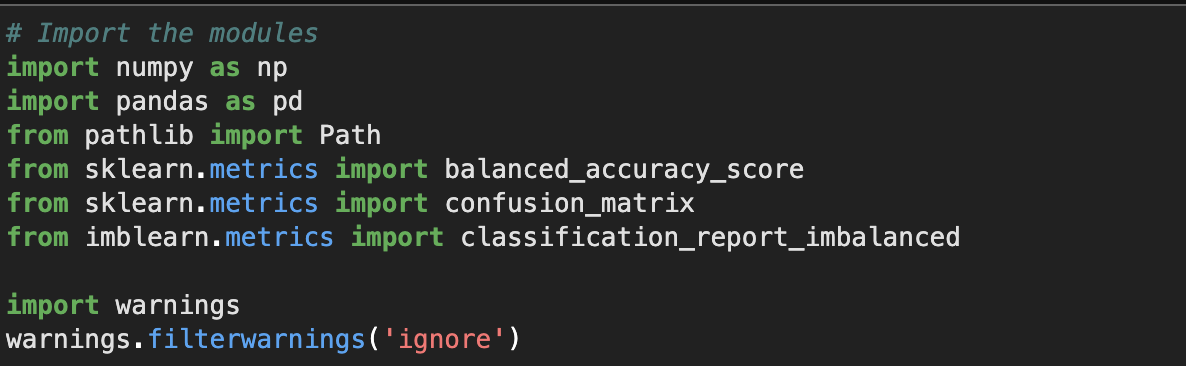 # Import the modules
import numpy as np
import pandas as pd
from pathlib import Path
from sklearn.metrics import balanced_accuracy_score
from sklearn.metrics import confusion_matrix
from imblearn.metrics import classification_report_imbalanced

import warnings
warnings.filterwarnings('ignore')